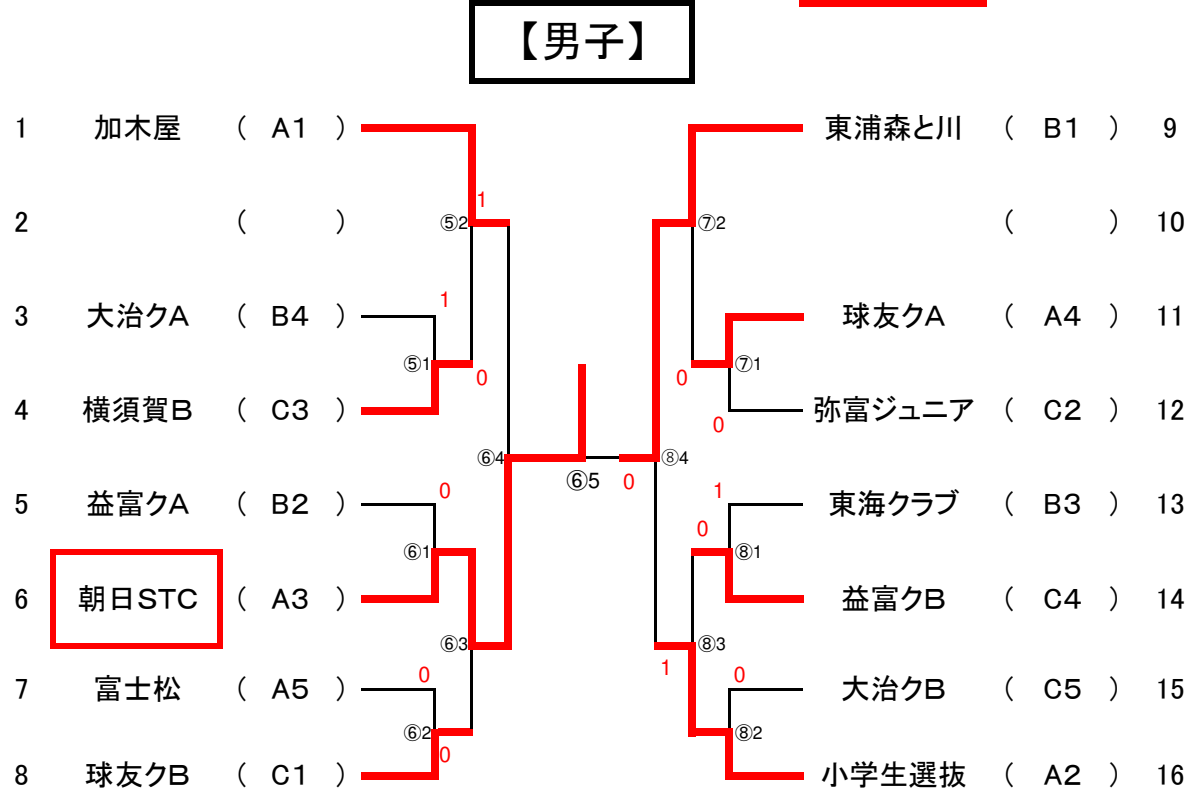 【男子】
1 加木屋 ( A1 ) 東浦森と川 ( B1 ) 9
1
2 ( ) ⑤2 ⑦2 ( ) 10
1
3 大治クA ( B4 ) 球友クA ( A4 ) 11
⑤1 ⑦1
0 0
4 横須賀B ( C3 ) 弥富ジュニア ( C2 ) 12
0
⑥4 ⑧4
⑥5 0
0 1
5 益富クA ( B2 ) 東海クラブ ( B3 ) 13
0
⑥1 ⑧1
6 朝日STC ( A3 ) 益富クB ( C4 ) 14
⑥3 ⑧3
0 1 0
7 富士松 ( A5 ) 大治クB ( C5 ) 15
⑥2 ⑧2
0
8 球友クB ( C1 ) 小学生選抜 ( A2 ) 16